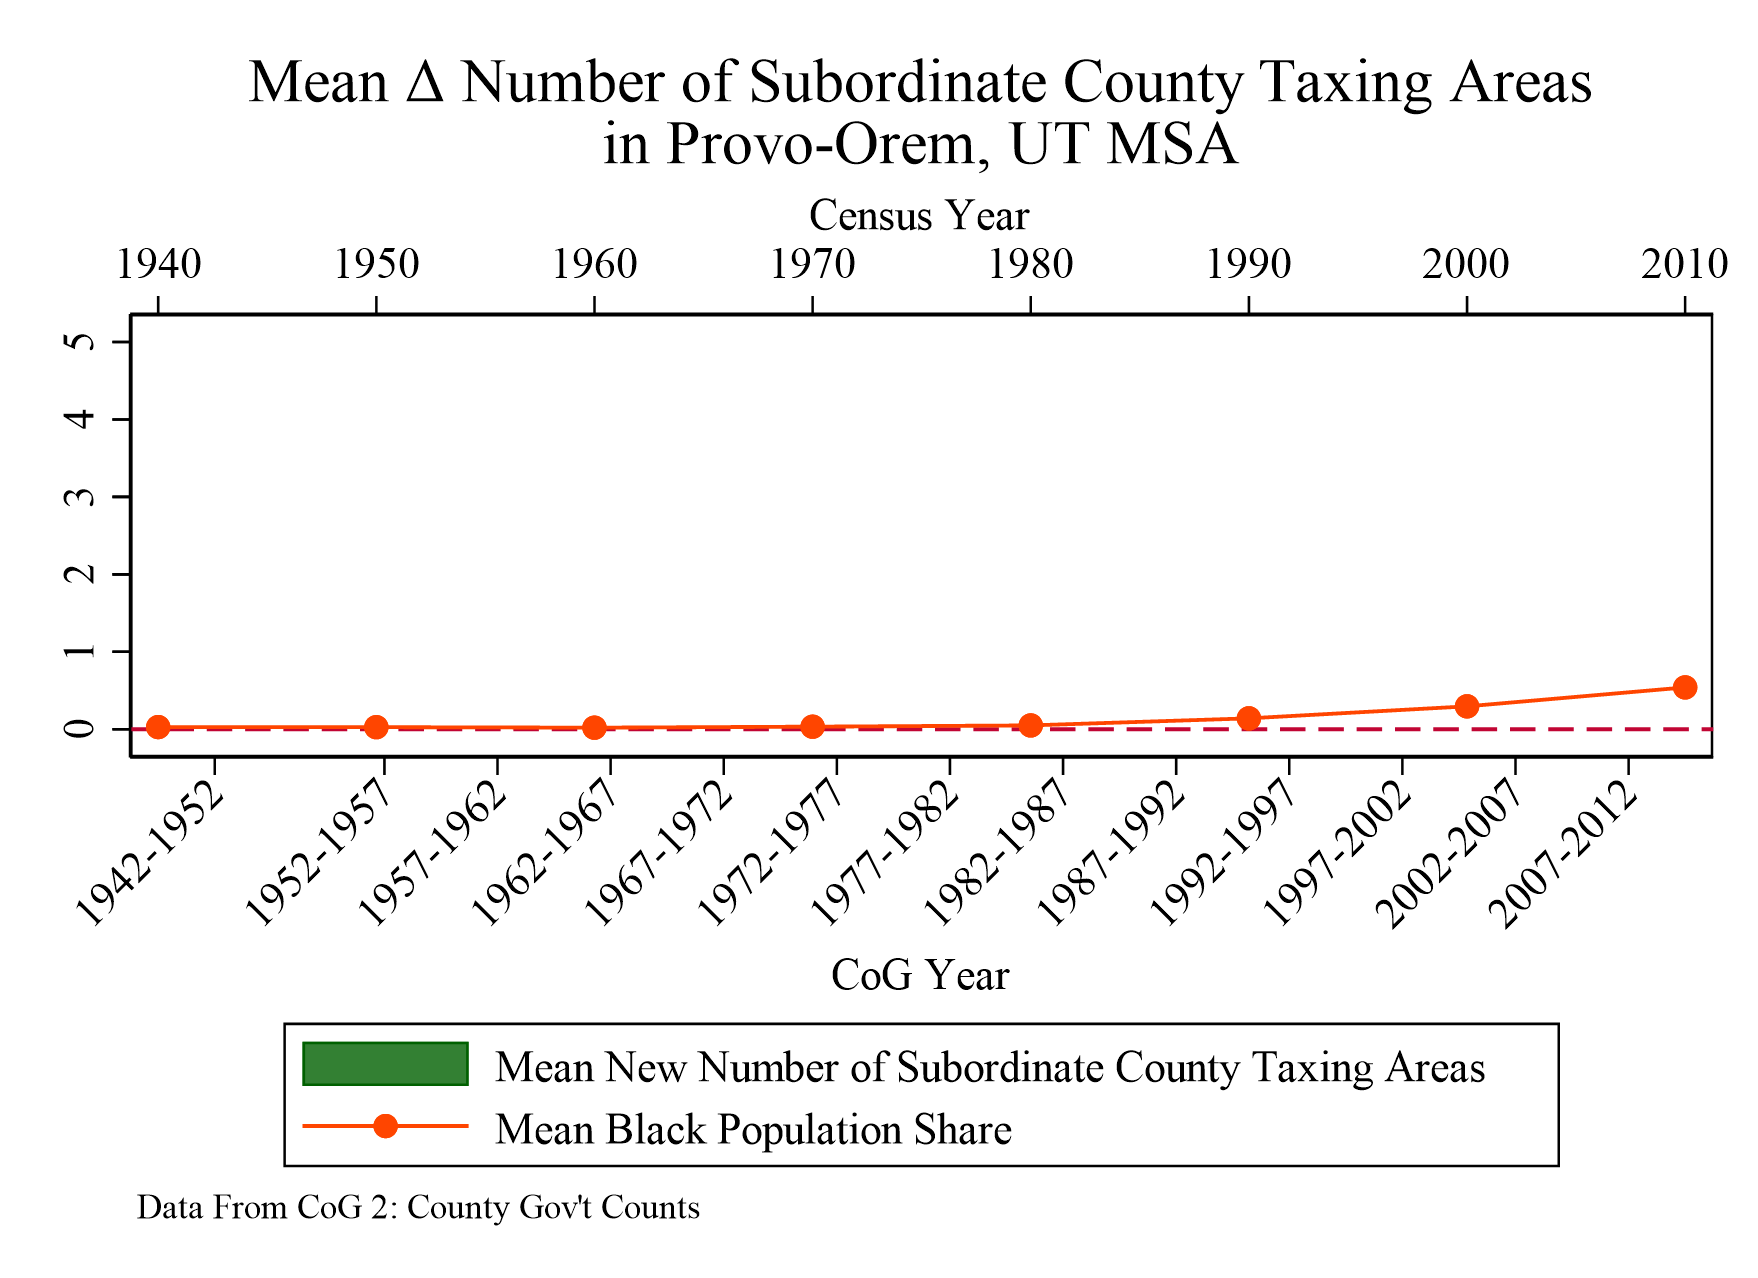 Mean Δ Number of Subordinate County Taxing Areas
in Provo-Orem, UT MSA
Census Year
1940 1950 1960 1970 1980 1990 2000 2010
5
4
3
2
1
0
1942-1952 1952-1957 1957-1962 1962-1967 1967-1972 1972-1977 1977-1982 1982-1987 1987-1992 1992-1997 1997-2002 2002-2007 2007-2012
CoG Year
Mean New Number of Subordinate County Taxing Areas
Mean Black Population Share
Data From CoG 2: County Gov't Counts